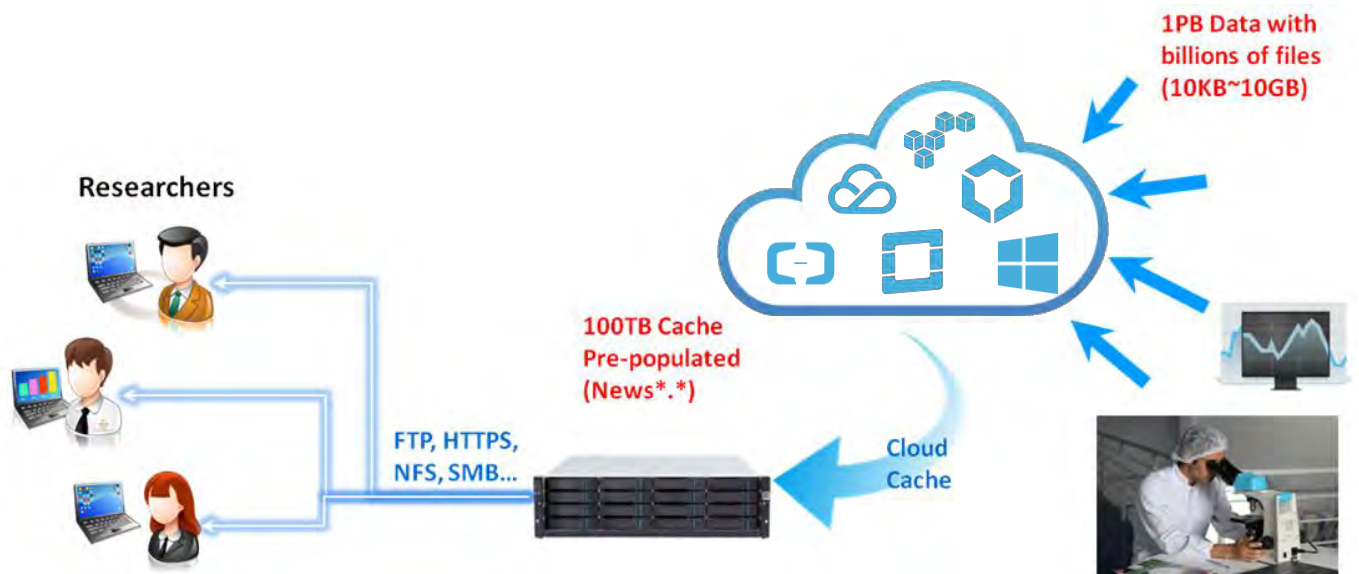 1PB Data with
billions of files
(10KB~10GB)
Researchers
100TB Cache
Pre-populated
(News*.*)
FTP, HTTPS,
NFS, SMB...
Cloud
Cache